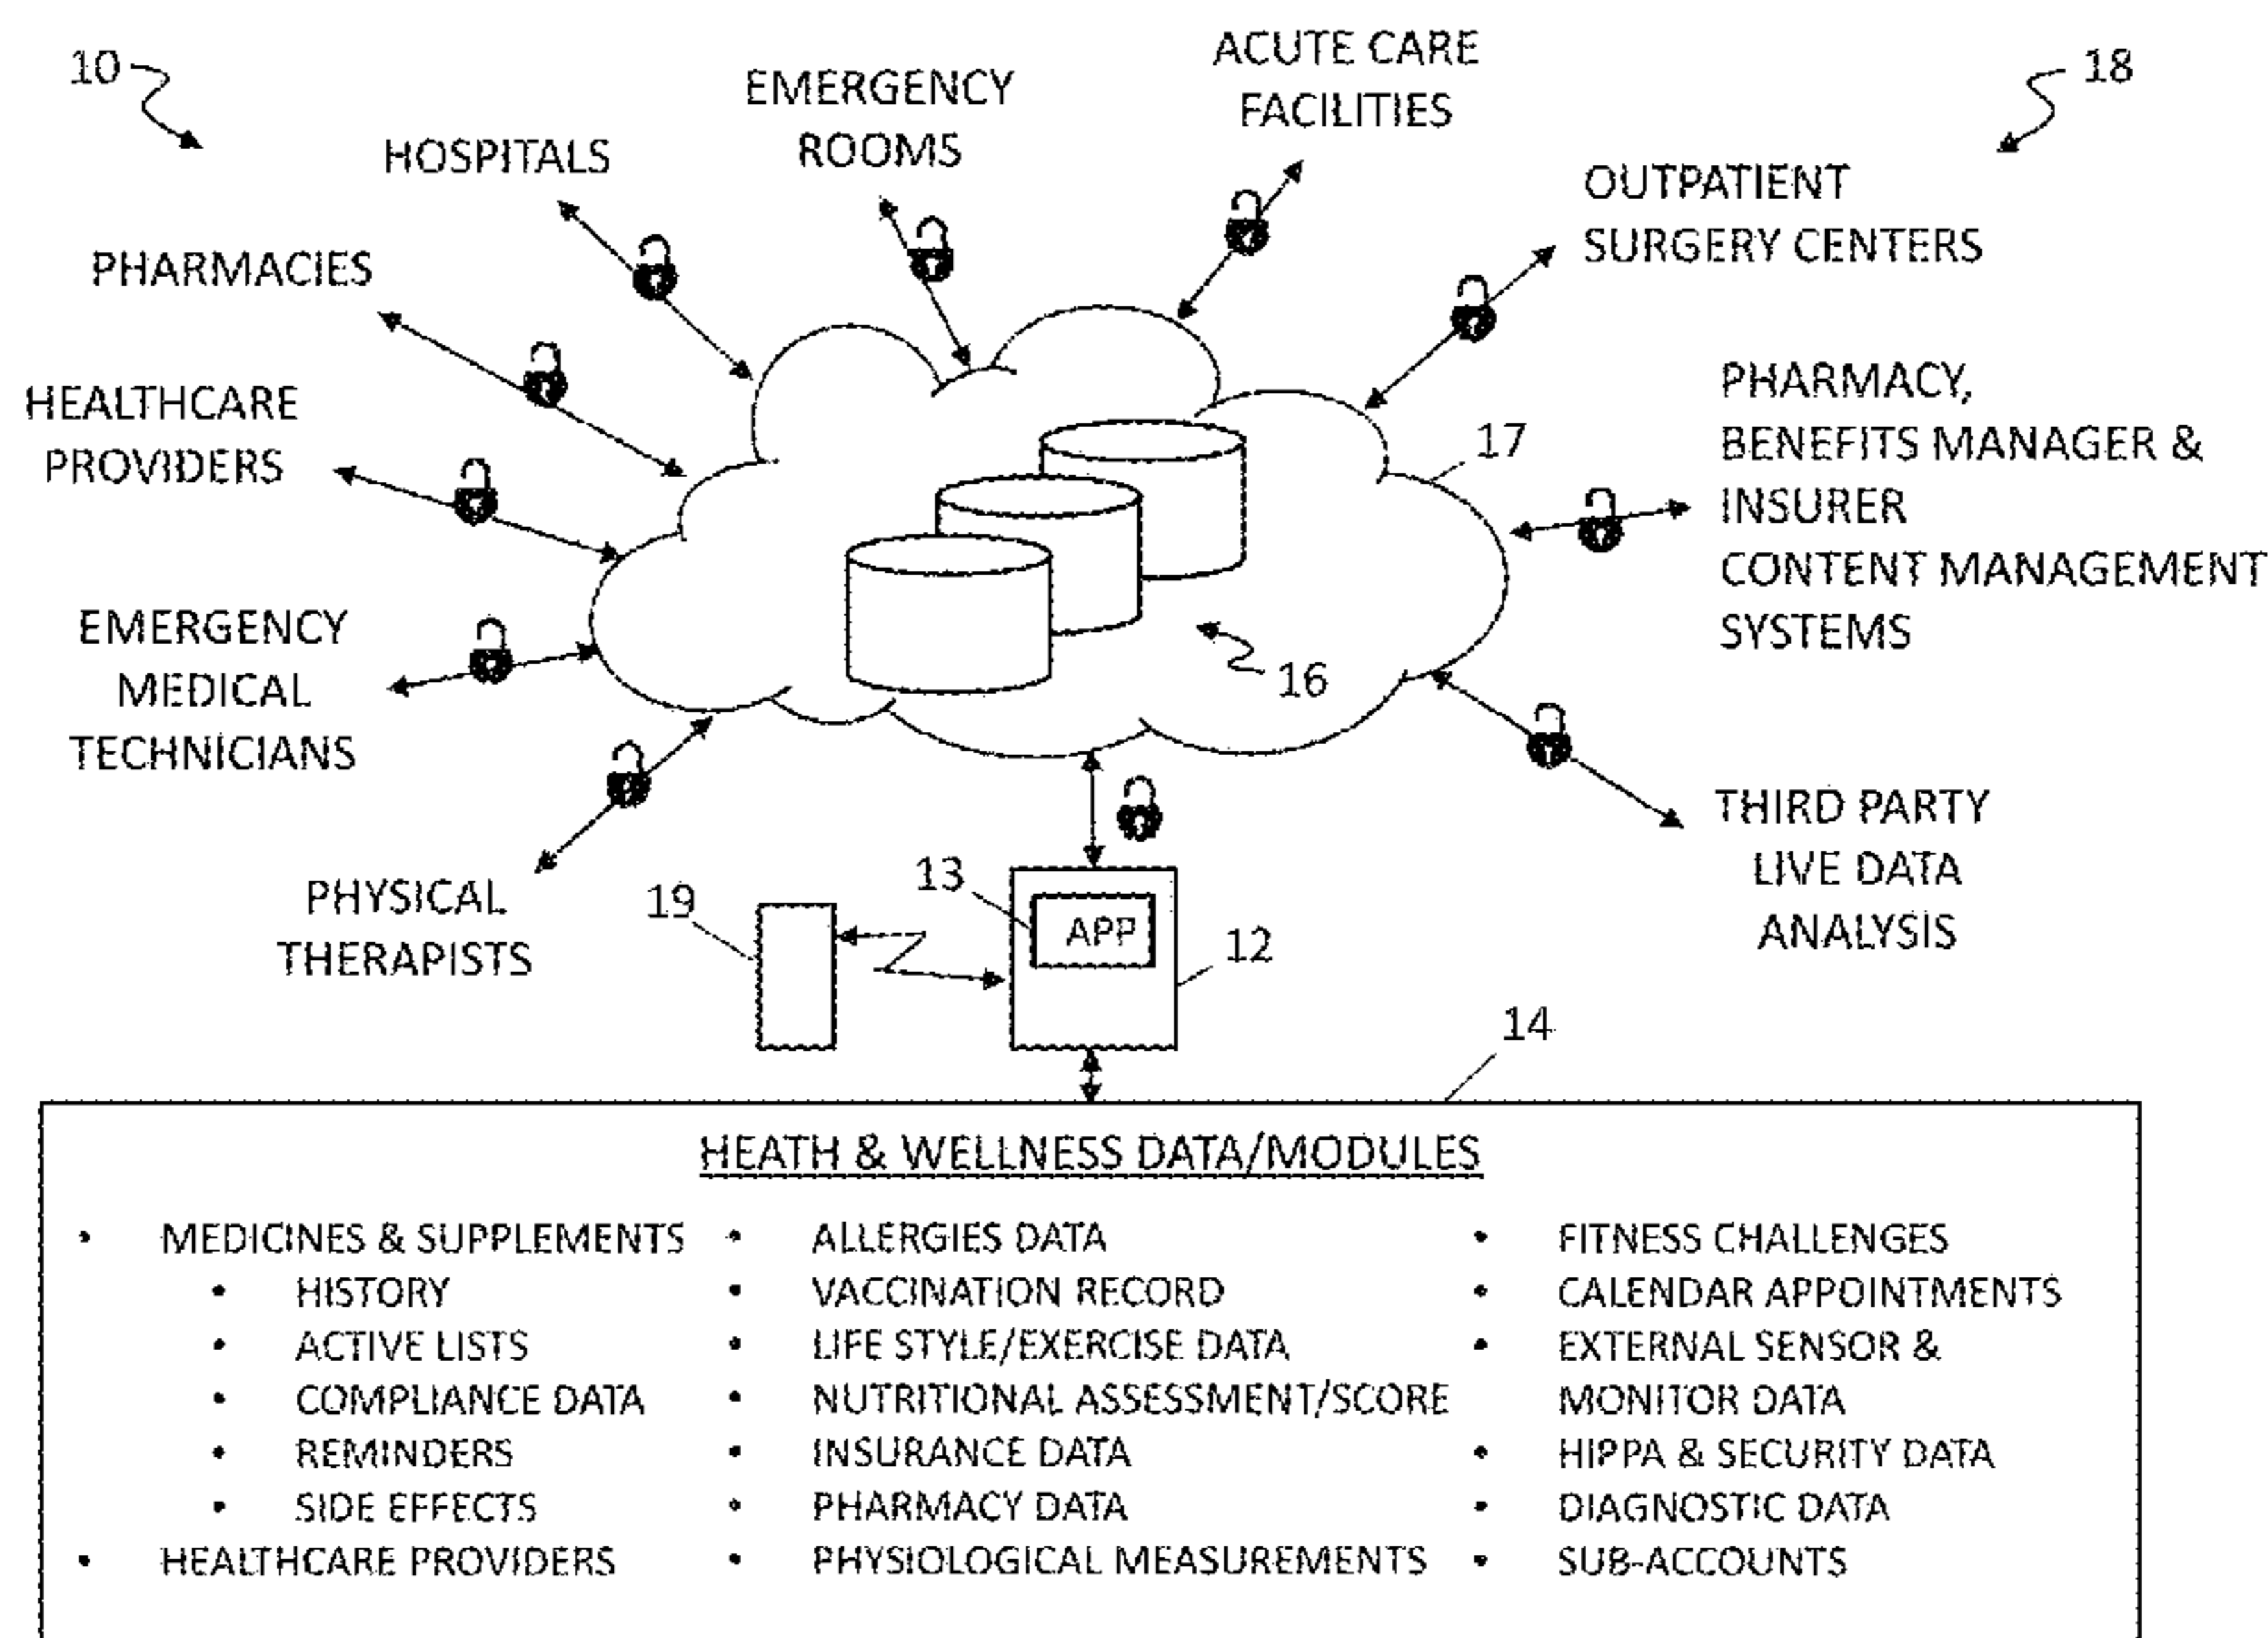 10
HOSPITALS
EMERGENCY
ROOMS
ACUTE CARE
FACILITIES
18
PHARMACIES
OUTPATIENT
SURGERY CENTERS
HEALTHCARE
PROVIDERS
17
PHARMACY,
BENEFITS MANAGER &
INSURER
CONTENT MANAGEMENT
SYSTEMS
EMERGENCY
MEDICAL
TECHNICIANS
16
PHYSICAL
THERAPISTS
19
13
APP
12
THIRD PARTY
LIVE DATA
ANALYSIS
14
HEATH & WELLNESS DATA/MODULES
• MEDICINES & SUPPLEMENTS
• HISTORY
• ACTIVE LISTS
• COMPLIANCE DATA
• REMINDERS
• SIDE EFFECTS
• HEALTHCARE PROVIDERS
• ALLERGIES DATA
• VACCINATION RECORD
• LIFE STYLE/EXERCISE DATA
• NUTRITIONAL ASSESSMENT/SCORE
• INSURANCE DATA
• PHARMACY DATA
• PHYSIOLOGICAL MEASUREMENTS
• FITNESS CHALLENGES
• CALENDAR APPOINTMENTS
• EXTERNAL SENSOR &
MONITOR DATA
• HIPPA & SECURITY DATA
• DIAGNOSTIC DATA
• SUB-ACCOUNTS